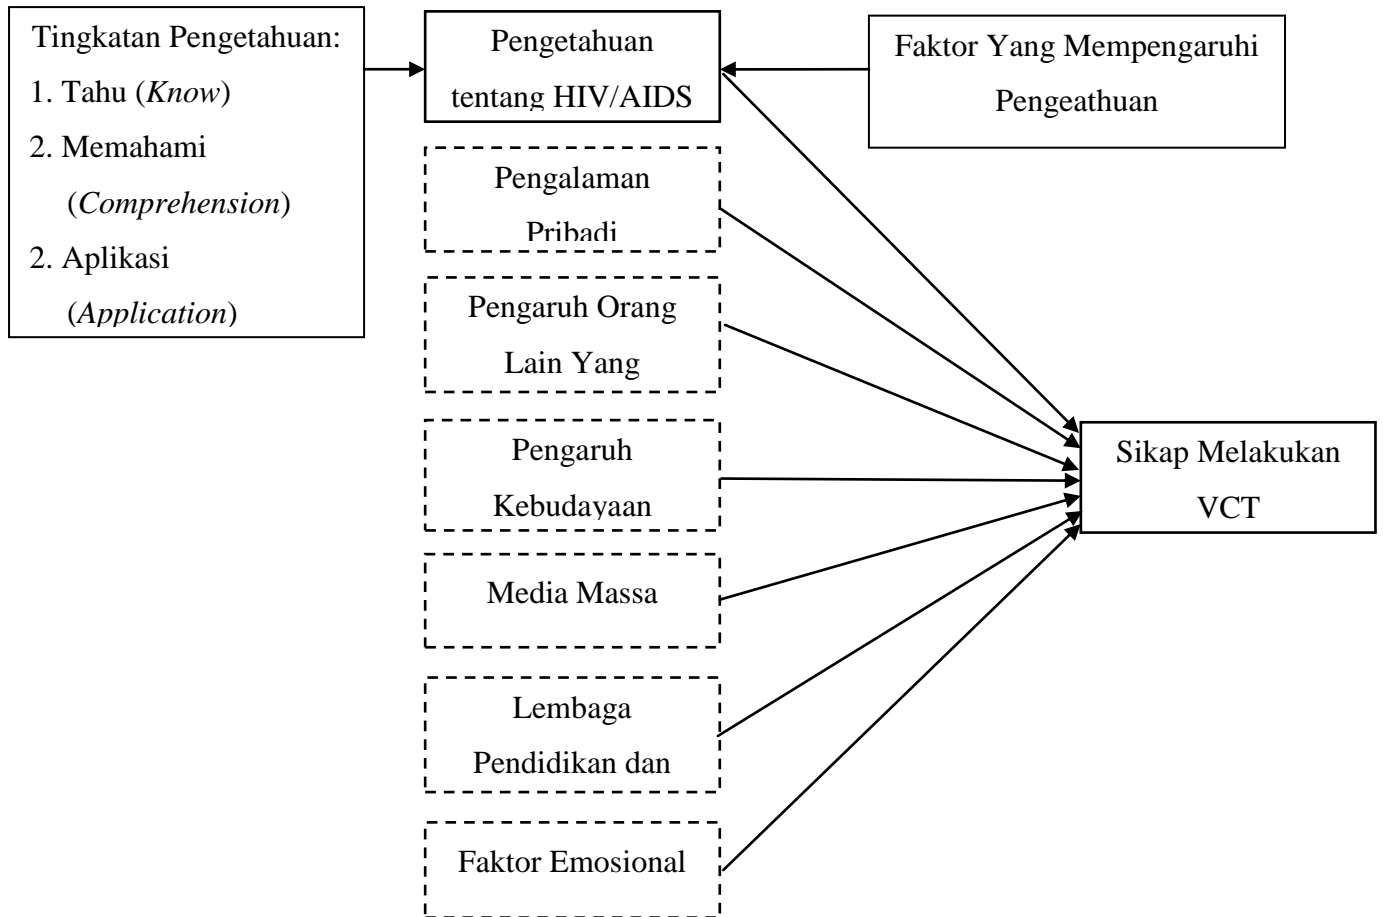 Tingkatan Pengetahuan:
1. Tahu (Know)
2. Memahami
(Comprehension)
2. Aplikasi
(Application)
Pengetahuan
tentang HIV/AIDS
Faktor Yang Mempengaruhi
Pengeathuan
Pengalaman
Pribadi
Pengaruh Orang
Lain Yang
Pengaruh
Kebudayaan
Media Massa
Lembaga
Pendidikan dan
Faktor Emosional
Sikap Melakukan
VCT